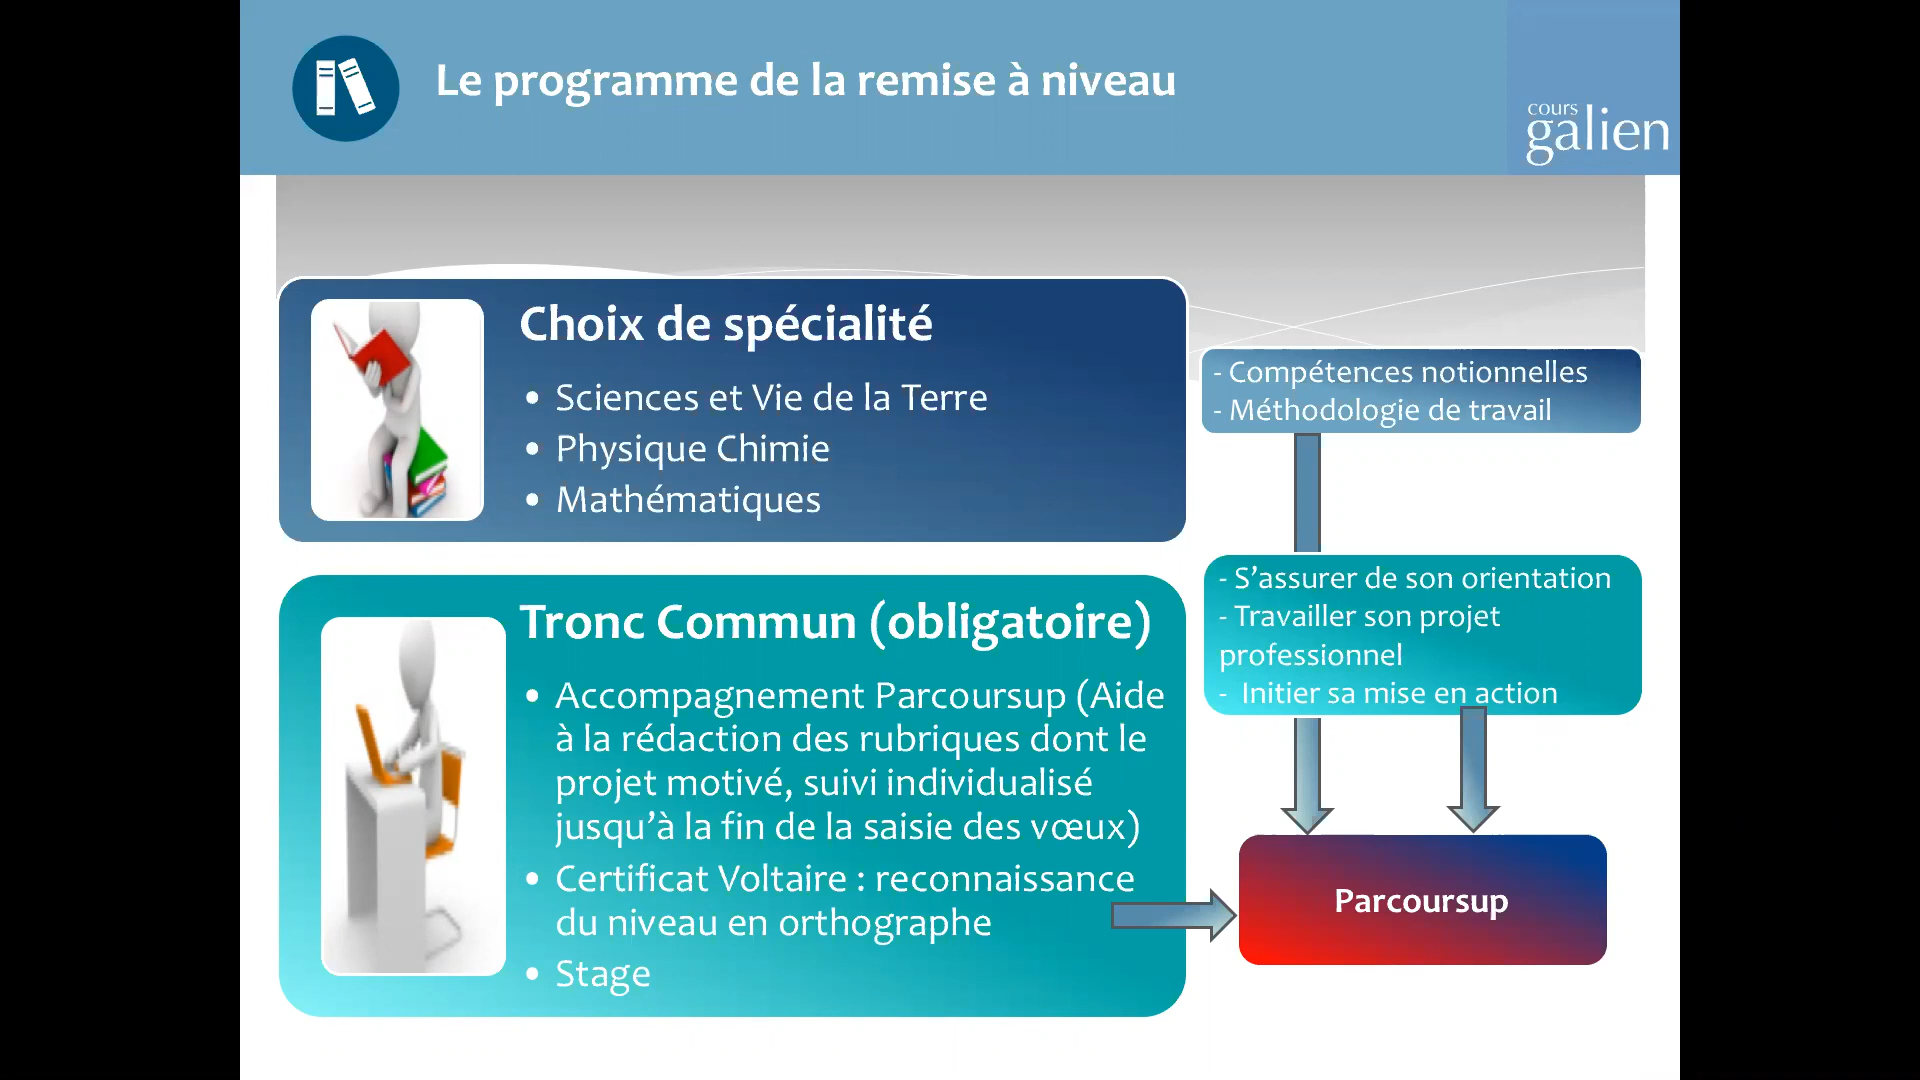 Le programme de la remise à niveau
cours
galien
Choix de spécialité
• Sciences et Vie de la Terre
• Physique Chimie
• Mathématiques
- Compétences notionnelles
- Méthodologie de travail
Tronc Commun (obligatoire)
• Accompagnement Parcoursup (Aide
à la rédaction des rubriques dont le
projet motivé, suivi individualisé
jusqu’à la fin de la saisie des vœux)
• Certificat Voltaire : reconnaissance
du niveau en orthographe
• Stage
- S’assurer de son orientation
- Travailler son projet
professionnel
- Initier sa mise en action
Parcoursup